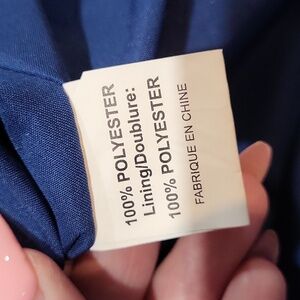 100% POLYESTER
Lining/Doublure:
100% POLYESTER
FABRIQUE EN CHINE